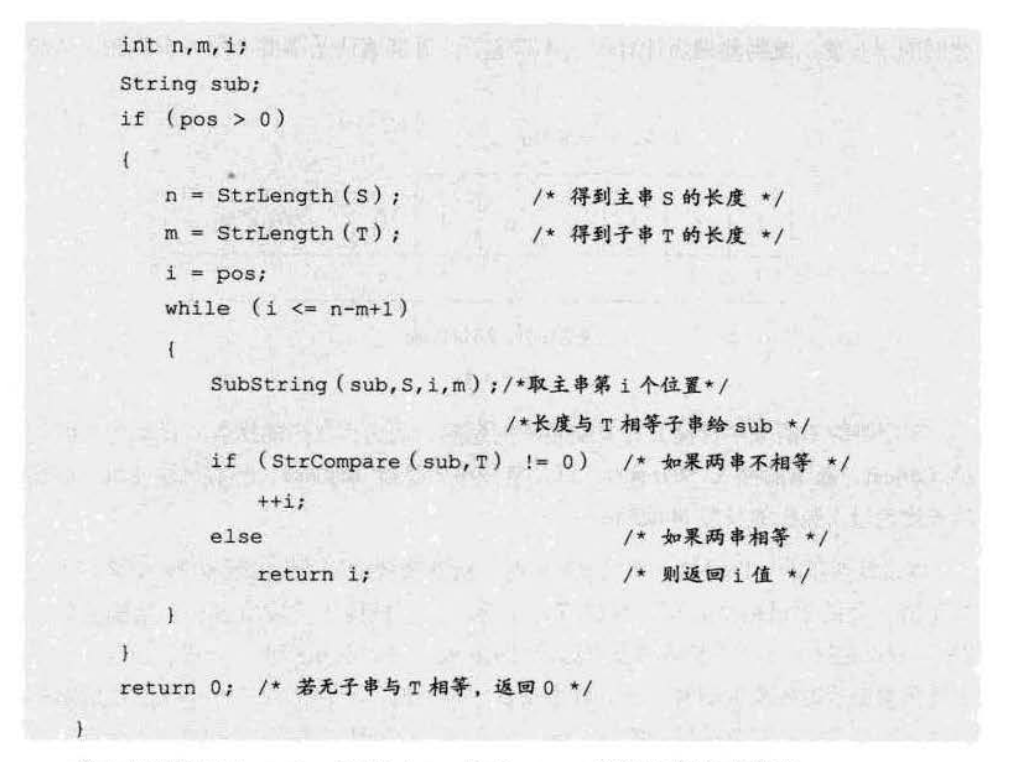 int n,m,i;
String sub;
if (pos > 0)
{
n = StrLength(S); /* 得到主串S的长度 */
m = StrLength(T); /* 得到子串T的长度 */
i = pos;
while (i <= n-m+1)
{
SubString(sub,S,i,m);/*取主串第i个位置*/
/*长度与T相等子串给sub */
if (StrCompare(sub,T) != 0) /* 如果两串不相等 */
++i;
else /* 如果两串相等 */
return i; /* 则返回i值 */
}
}
return 0; /* 若无子串与T相等，返回0 */
}